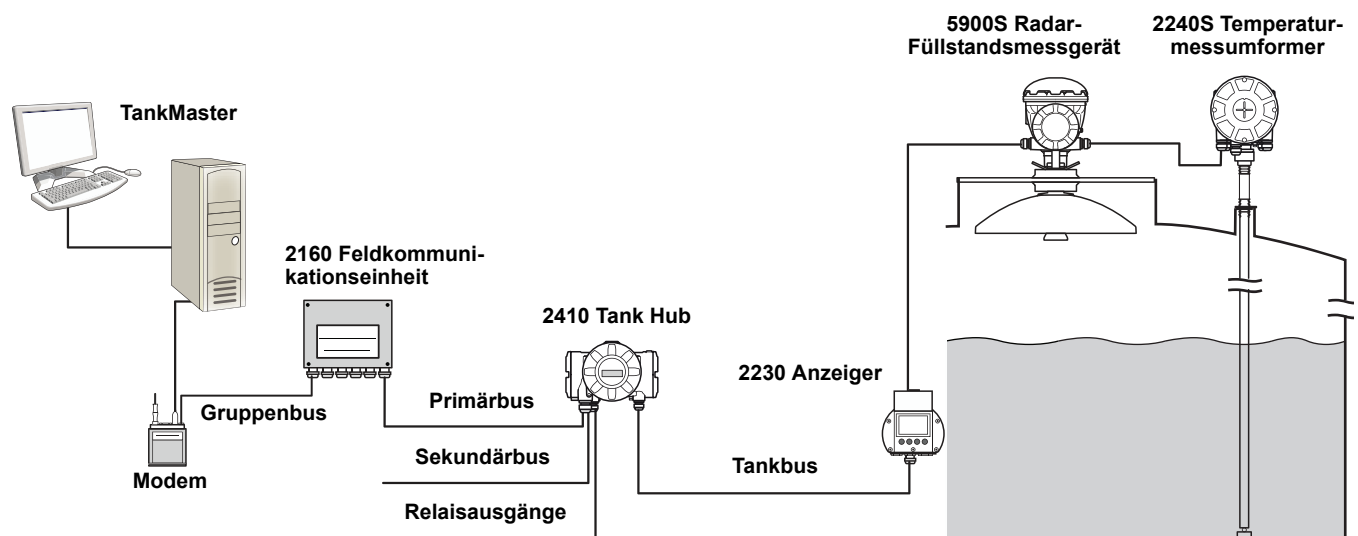 5900S Radar-
Füllstandsmessgerät
2240S Temperatur-
messumformer
TankMaster
2160 Feldkommuni-
kationseinheit
2410 Tank Hub
2230 Anzeiger
Gruppenbus
Primärbus
Sekundärbus
Tankbus
Modem
Relaisausgänge